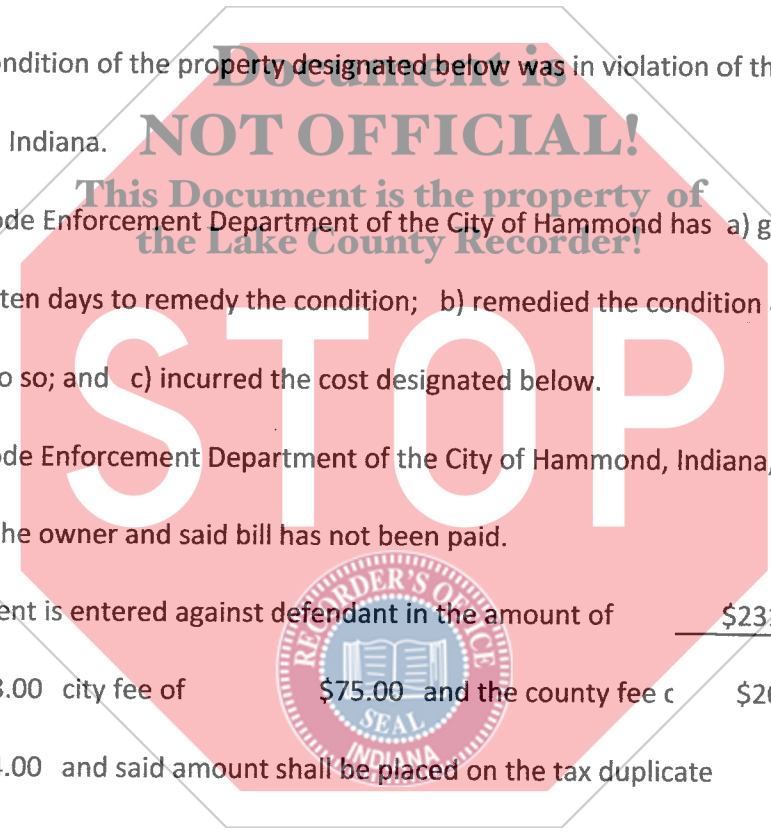 Document is
ndition of the property designated below was in violation of th
NOT OFFICIAL!
Indiana.
This Document is the property of
ode Enforcement Department of the City of Hammond has a) g
the Lake County Recorder!
ten days to remedy the condition; b) remedied the condition
o so; and c) incurred the cost designated below.
STOP
ode Enforcement Department of the City of Hammond, Indiana,
he owner and said bill has not been paid.
ent is entered against defendant in the amount of $23
3.00 city fee of $75.00 and the county fee $20
.00 and said amount shall be placed on the tax duplicate
RECORDER'S OFFICE
SEAL
INDIANA